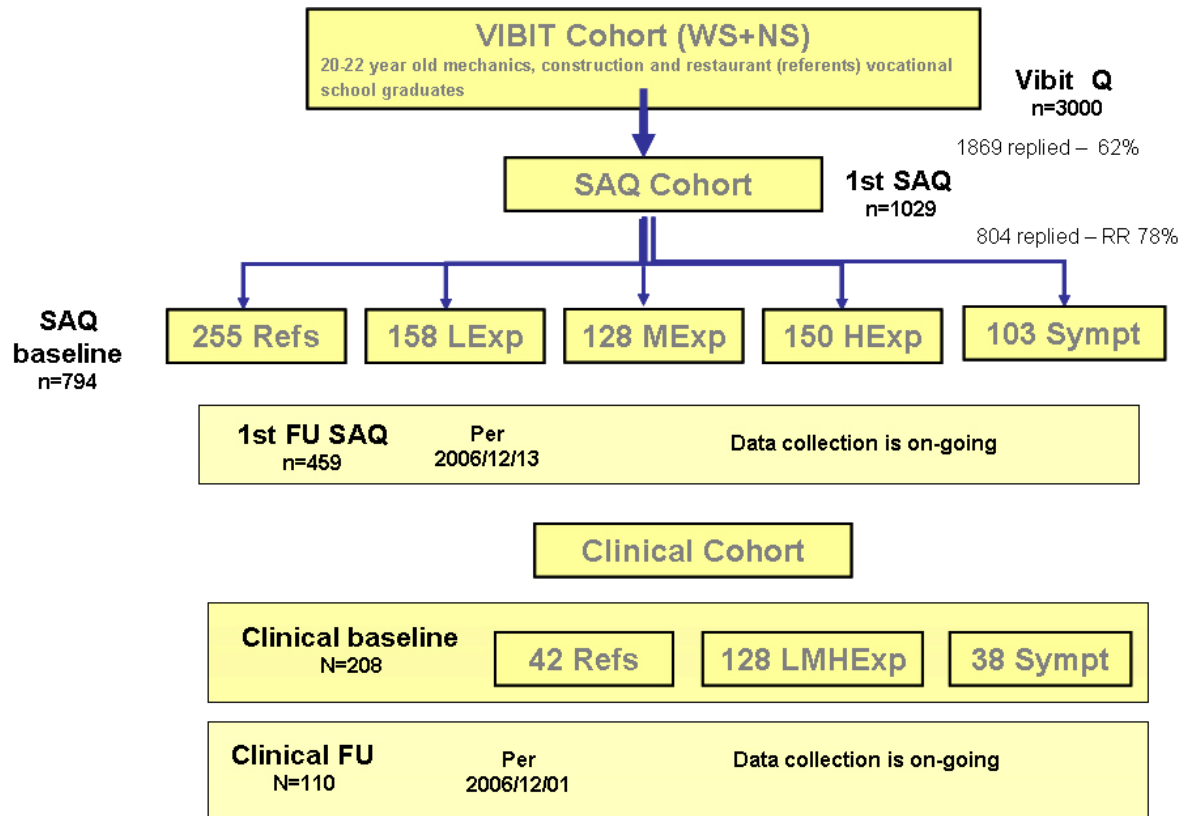 VIBIT Cohort (WS+NS)
20-22 year old mechanics, construction and restaurant (referents) vocational
school graduates
Vibit Q
n=3000
1869 replied – 62%
SAQ Cohort
1st SAQ
n=1029
804 replied – RR 78%
SAQ
baseline
n=794
255 Refs
158 LExp
128 MExp
150 HExp
103 Sympt
1st FU SAQ
n=459
Per
2006/12/13
Data collection is on-going
Clinical Cohort
Clinical baseline
N=208
42 Refs
128 LMHExp
38 Sympt
Clinical FU
N=110
Per
2006/12/01
Data collection is on-going